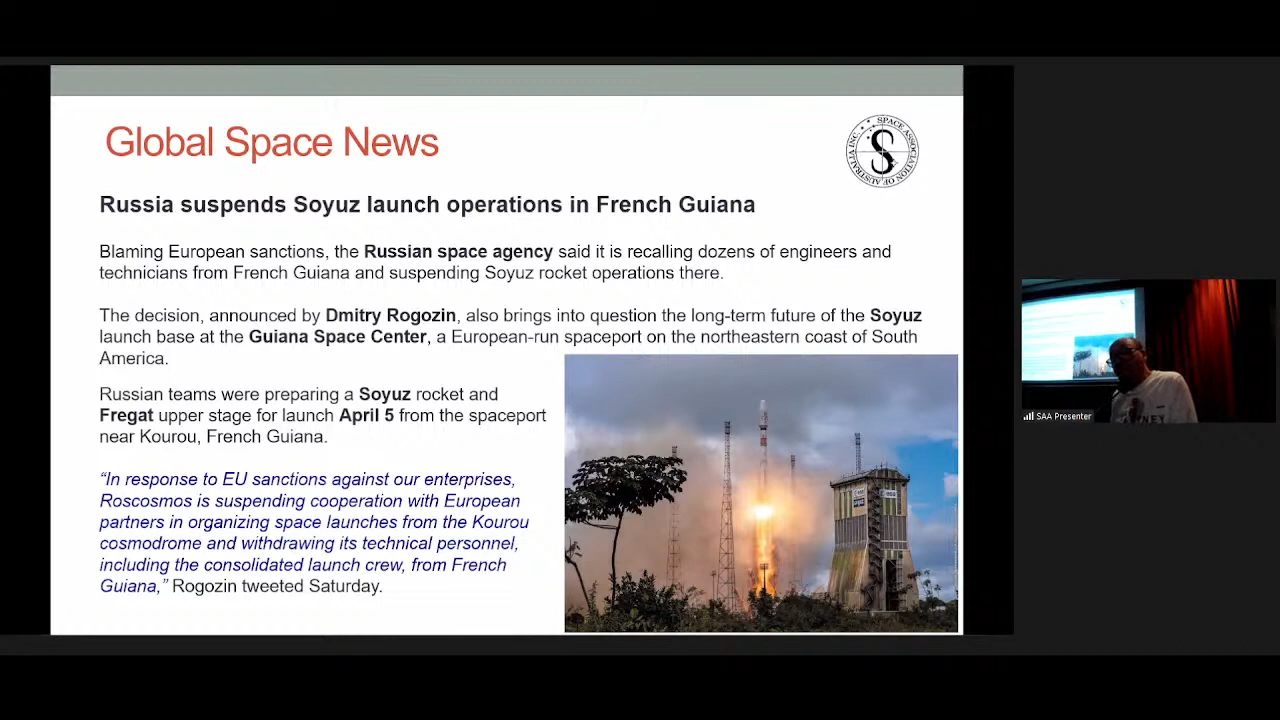 Global Space News
SPACE ASSOCIATION OF AUSTRALIA INC.
S
Russia suspends Soyuz launch operations in French Guiana
Blaming European sanctions, the Russian space agency said it is recalling dozens of engineers and
technicians from French Guiana and suspending Soyuz rocket operations there.
The decision, announced by Dmitry Rogozin, also brings into question the long-term future of the Soyuz
launch base at the Guiana Space Center, a European-run spaceport on the northeastern coast of South
America.
Russian teams were preparing a Soyuz rocket and
Fregat upper stage for launch April 5 from the spaceport
near Kourou, French Guiana.
“In response to EU sanctions against our enterprises,
Roscosmos is suspending cooperation with European
partners in organizing space launches from the Kourou
cosmodrome and withdrawing its technical personnel,
including the consolidated launch crew, from French
Guiana,” Rogozin tweeted Saturday.
esa
SAA Presenter